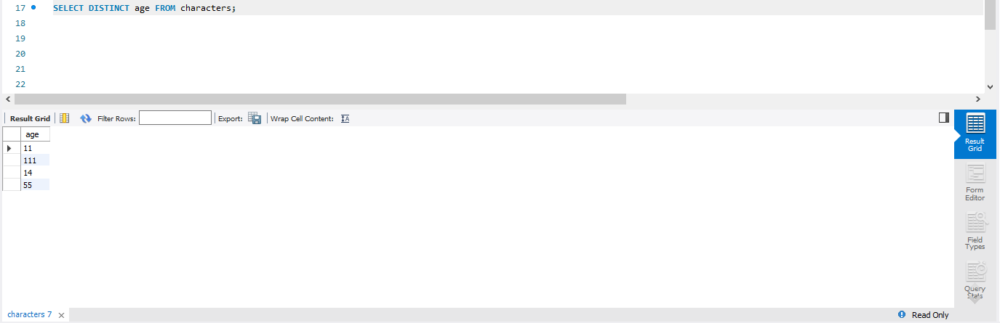 17 SELECT DISTINCT age FROM characters;
18
19
20
21
22
Result Grid Filter Rows: Export: Wrap Cell Content: IA
age
11
111
14
55
Result
Grid
Form
Editor
Field
Types
Query
Stats
characters 7 Read Only